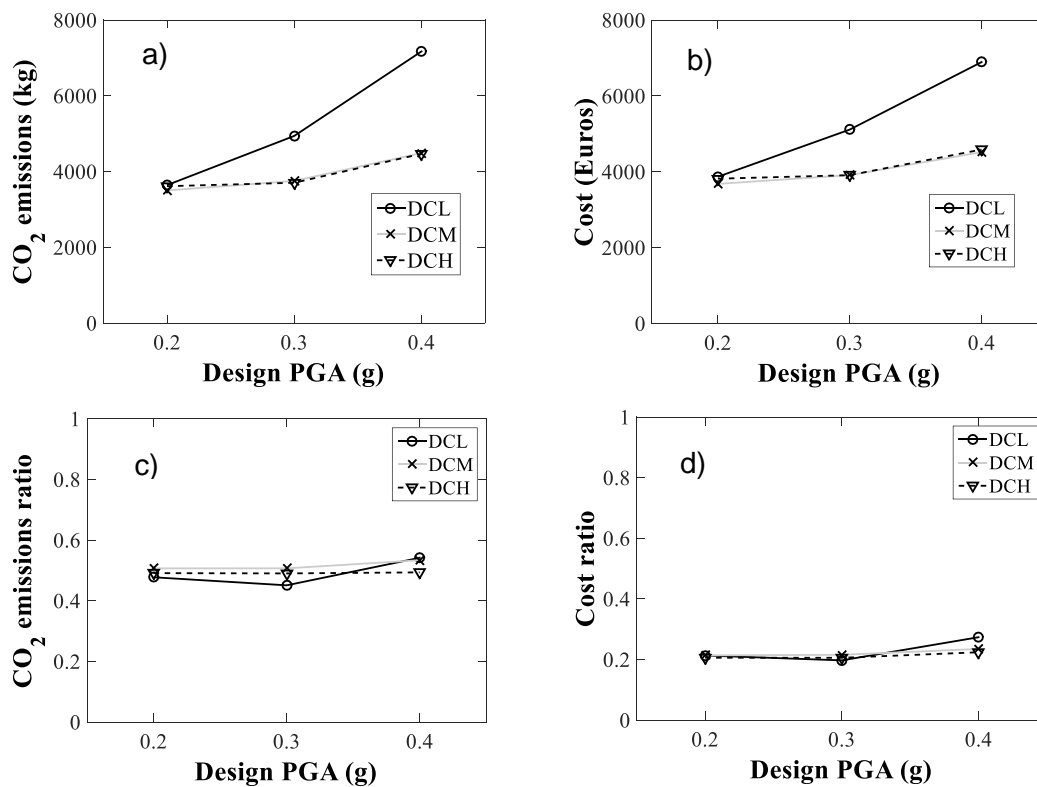 a)
CO2 emissions (kg)
8000
6000
4000
2000
0
DCL
DCM
DCH
0.2
0.3
0.4
Design PGA (g)
b)
Cost (Euros)
8000
6000
4000
2000
0
DCL
DCM
DCH
0.2
0.3
0.4
Design PGA (g)
c)
CO2 emissions ratio
1
0.8
0.6
0.4
0.2
0
DCL
DCM
DCH
0.2
0.3
0.4
Design PGA (g)
d)
Cost ratio
1
0.8
0.6
0.4
0.2
0
DCL
DCM
DCH
0.2
0.3
0.4
Design PGA (g)